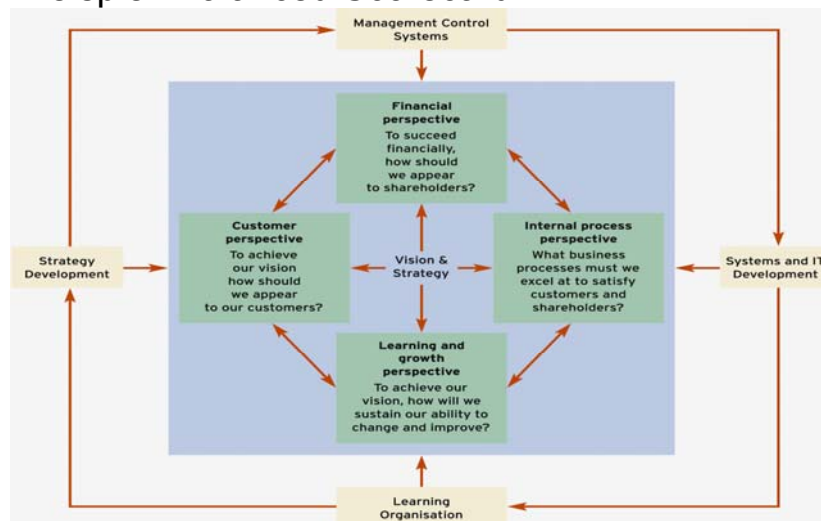 Balanced Scorecard
Management Control
Systems
Financial
perspective
To succeed
financially,
how should
we appear
to shareholders?
Customer
perspective
To achieve
our vision
how should
we appear
to our customers?
Vision &
Strategy
Internal process
perspective
What business
processes must we
excel at to satisfy
customers and
shareholders?
Strategy
Development
Systems and IT
Development
Learning and
growth
perspective
To achieve our
vision, how will we
sustain our ability to
change and improve?
Learning
Organisation